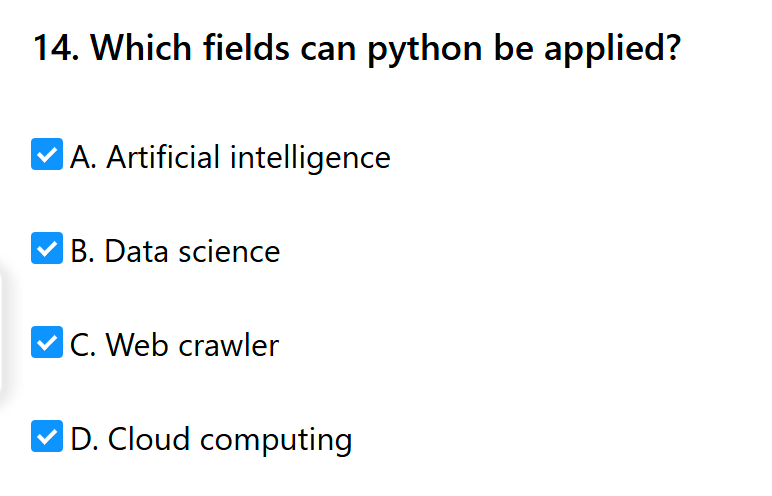 14. Which fields can python be applied?
A. Artificial intelligence
B. Data science
C. Web crawler
D. Cloud computing